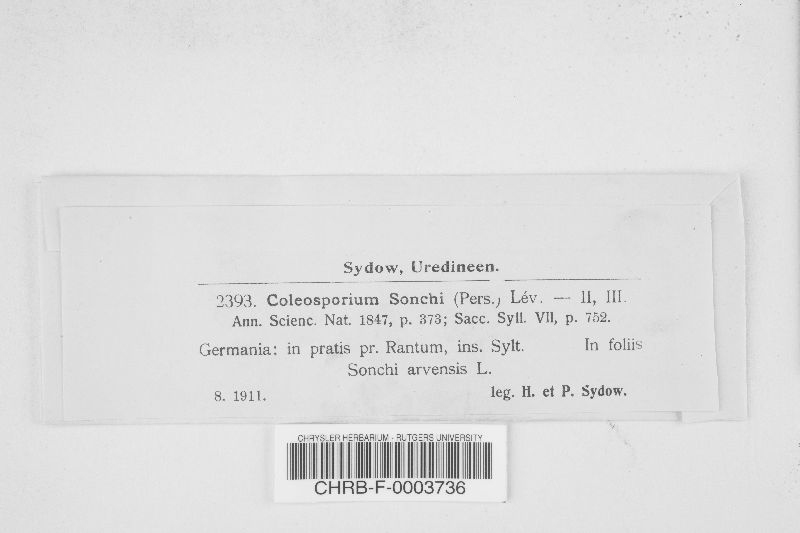 Sydow, Uredineen.
2393. Coleosporium Sonchi (Pers.) Lév. — II, III.
Ann. Scienc. Nat. 1847, p. 373; Sacc. Syll. VII, p. 752.
Germania: in pratis pr. Rantum, ins. Sylt. In foliis
Sonchi arvensis L.
8. 1911. leg. H. et P. Sydow.
CHRYSLER HERBARIUM - RUTGERS UNIVERSITY
CHRB-F-0003736